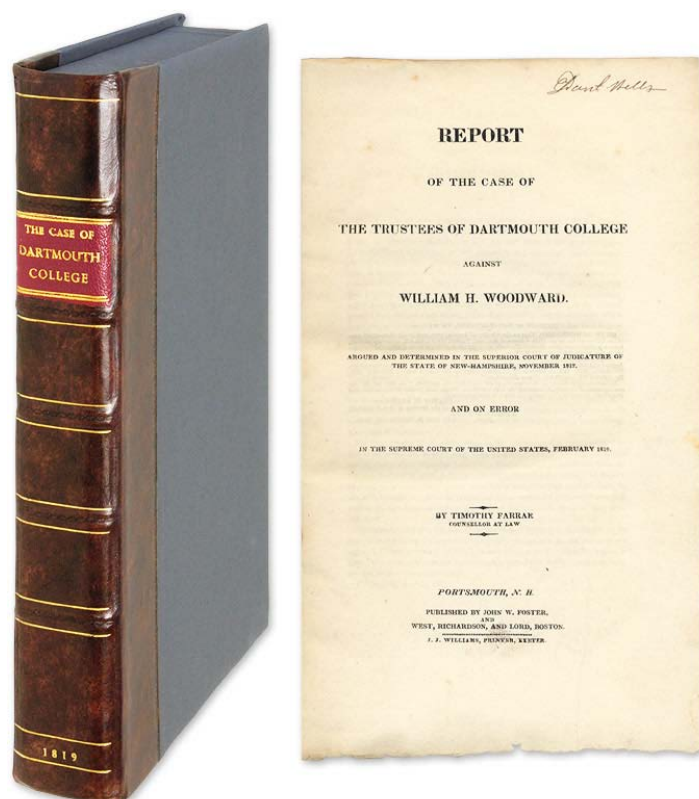 THE CASE OF
DARTMOUTH
COLLEGE
1819
Danl Wells
REPORT
OF THE CASE OF
THE TRUSTEES OF DARTMOUTH COLLEGE
AGAINST
WILLIAM H. WOODWARD.
ARGUED AND DETERMINED IN THE SUPERIOR COURT OF JUDICATURE OF
THE STATE OF NEW-HAMPSHIRE, NOVEMBER 1817.
AND ON ERROR
IN THE SUPREME COURT OF THE UNITED STATES, FEBRUARY 1819.
BY TIMOTHY FARRAR
COUNSELLOR AT LAW
PORTSMOUTH, N. H.
PUBLISHED BY JOHN W. FOSTER,
AND
WEST, RICHARDSON, AND LORD, BOSTON.
J. J. WILLIAMS, PRINTER, EXETER.